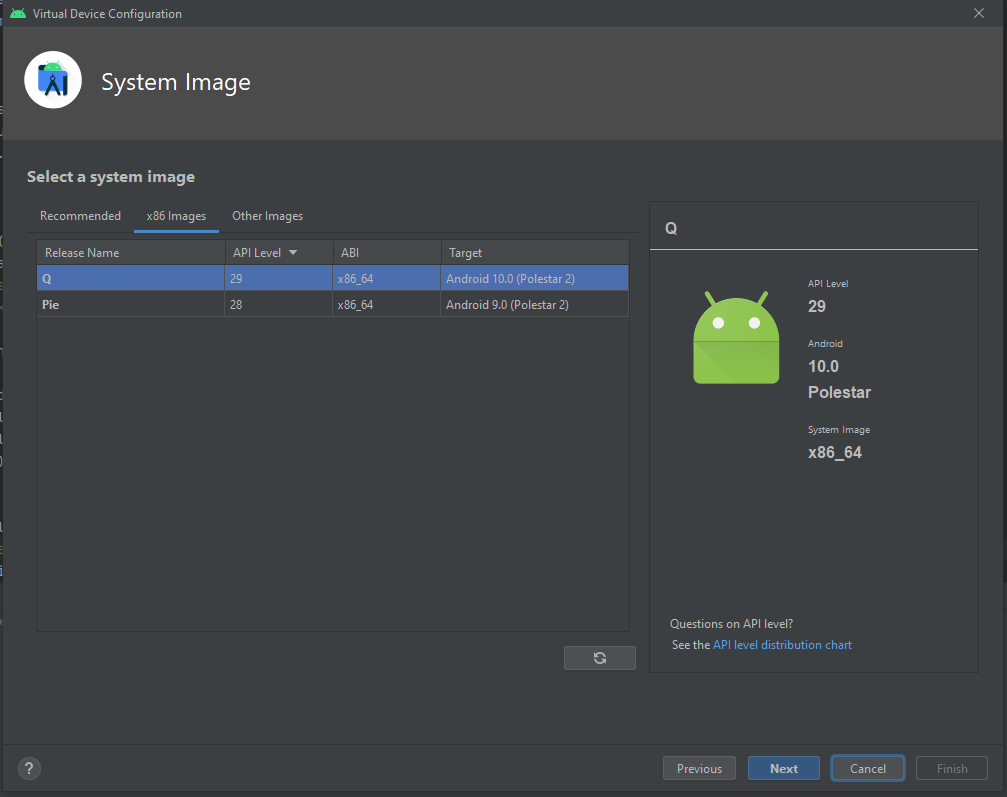 Virtual Device Configuration
System Image
Select a system image
Recommended x86 Images Other Images
Release Name API Level ABI Target
Q 29 x86_64 Android 10.0 (Polestar 2)
Pie 28 x86_64 Android 9.0 (Polestar 2)
Q
API Level
29
Android
10.0
Polestar
System Image
x86_64
Questions on API level?
See the API level distribution chart
? Previous Next Cancel Finish